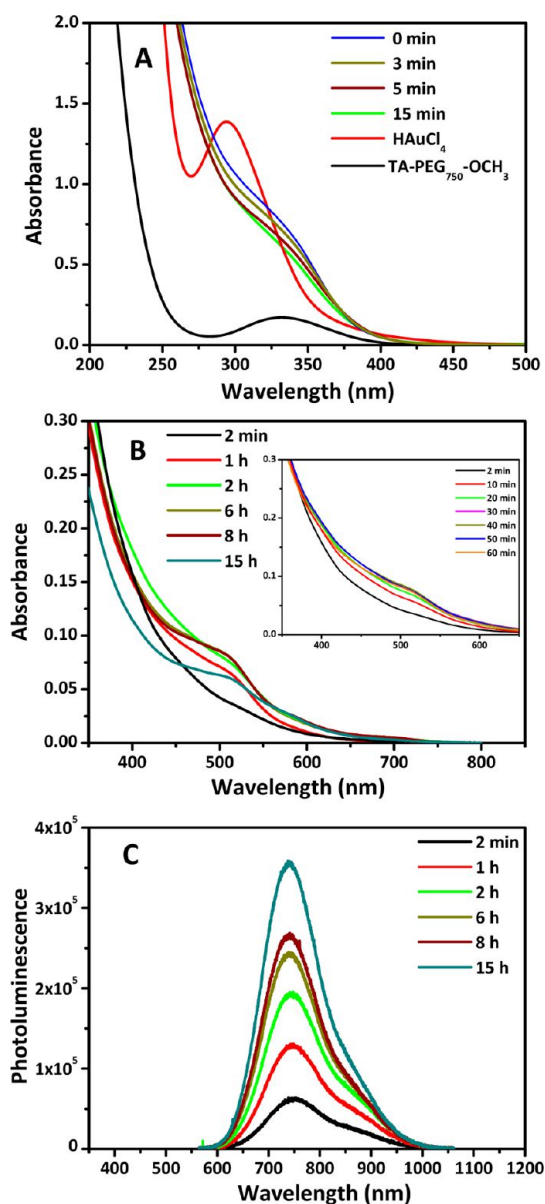 A
0 min
3 min
5 min
15 min
HAuCl4
TA-PEG750-OCH3
Absorbance
2.0
1.5
1.0
0.5
0.0
200 250 300 350 400 450 500
Wavelength (nm)
B
2 min
1 h
2 h
6 h
8 h
15 h
Absorbance
0.30
0.25
0.20
0.15
0.10
0.05
0.00
0.3
0.2
0.1
0.0
2 min
10 min
20 min
30 min
40 min
50 min
60 min
400 500 600
400 500 600 700 800
Wavelength (nm)
C
2 min
1 h
2 h
6 h
8 h
15 h
Photoluminescence
4x10^5
3x10^5
2x10^5
1x10^5
0
400 500 600 700 800 900 1000 1100 1200
Wavelength (nm)